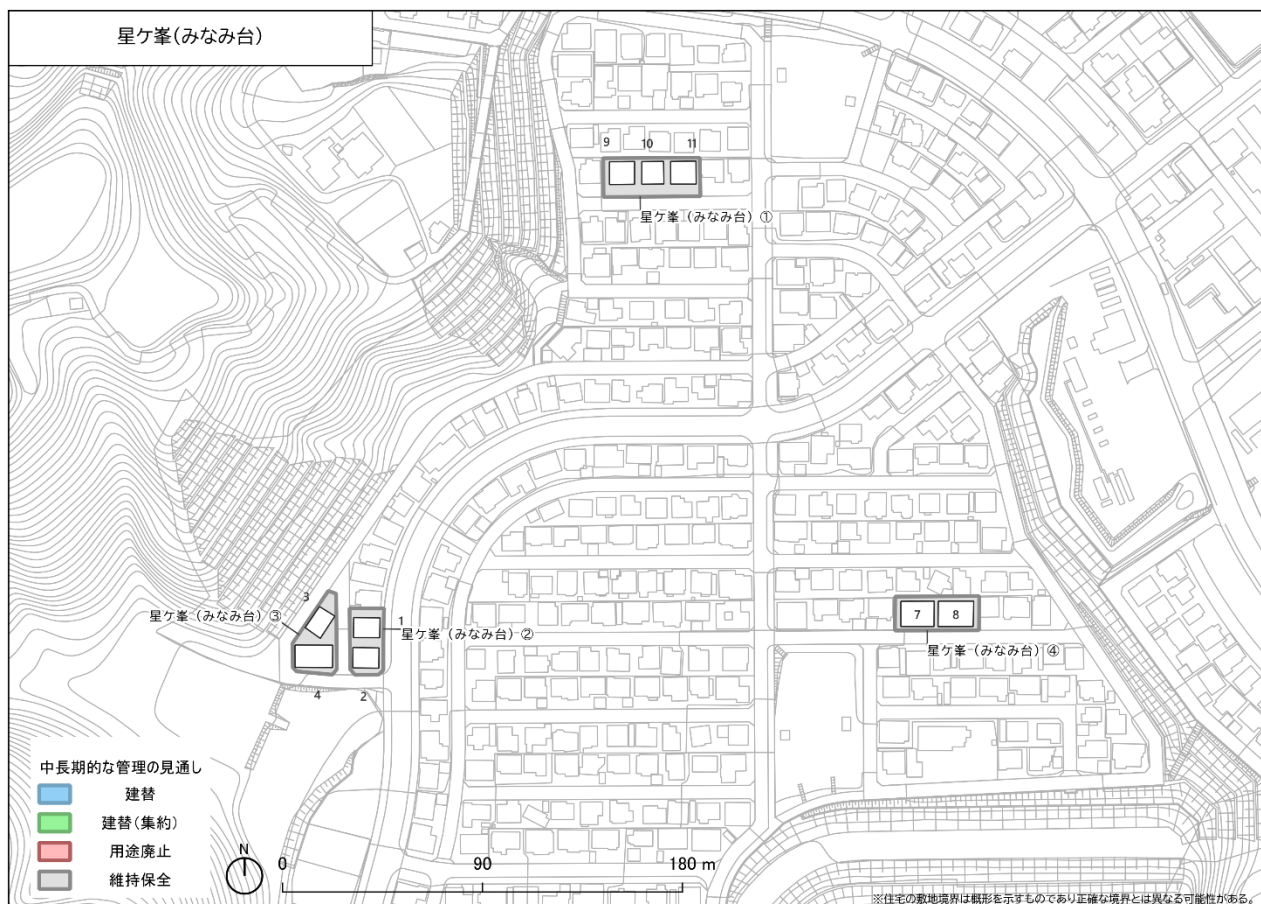 星ケ峯(みなみ台)
9
10
11
星ケ峯(みなみ台)①
3
星ケ峯(みなみ台)③
1
星ケ峯(みなみ台)②
4
2
7
8
星ケ峯(みなみ台)④
中長期的な管理の見通し
建替
建替(集約)
用途廃止
維持保全
N
0
90
180 m
※住宅の敷地境界は概形を示すものであり正確な境界とは異なる可能性がある。